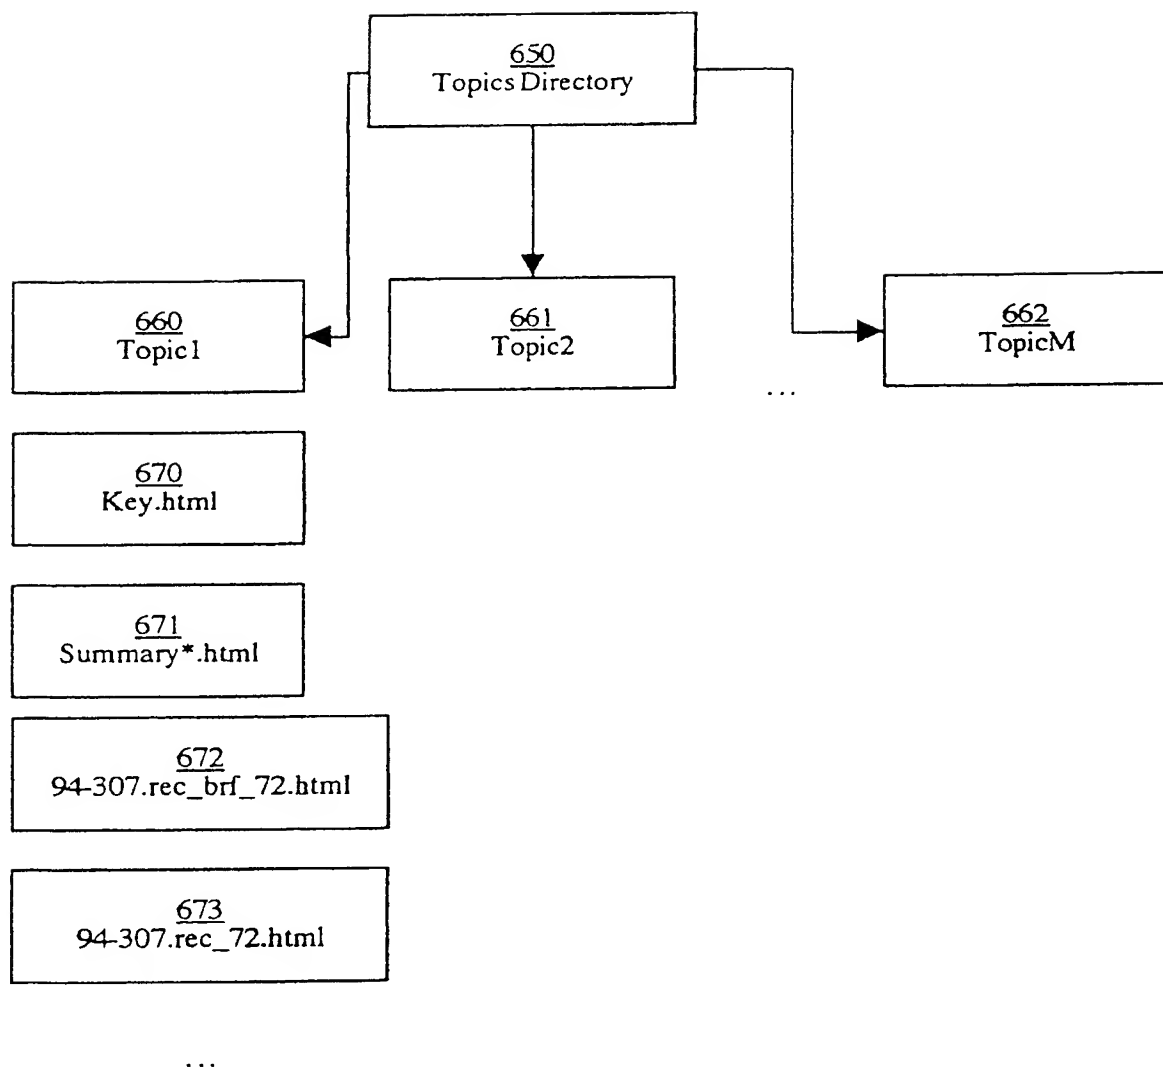 650
Topics Directory
660
Topic1
661
Topic2
662
TopicM
...
670
Key.html
671
Summary*.html
672
94-307.rec_brf_72.html
673
94-307.rec_72.html
...